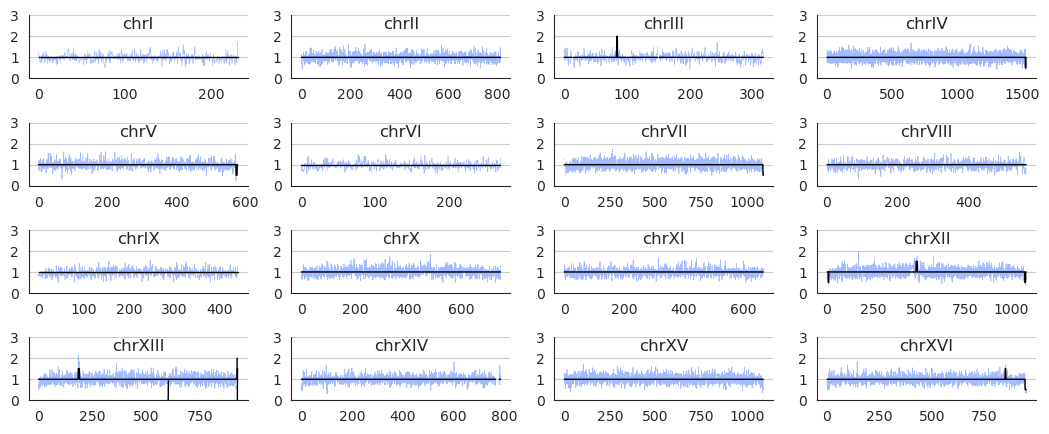 3 chrI 3 chrII 3 chrIII 3 chrIV
2 2 2 2
1 1 1 1
0 0 0 0
0 100 200 0 200 400 600 800 0 100 200 300 0 500 1000 1500
3 chrV 3 chrVI 3 chrVII 3 chrVIII
2 2 2 2
1 1 1 1
0 0 0 0
0 200 400 600 0 100 200 0 250 500 750 1000 0 200 400
3 chrIX 3 chrX 3 chrXI 3 chrXII
2 2 2 2
1 1 1 1
0 0 0 0
0 100 200 300 400 0 200 400 600 0 200 400 600 0 250 500 750 1000
3 chrXIII 3 chrXIV 3 chrXV 3 chrXVI
2 2 2 2
1 1 1 1
0 0 0 0
0 250 500 750 0 200 400 600 800 0 250 500 750 1000 0 250 500 750